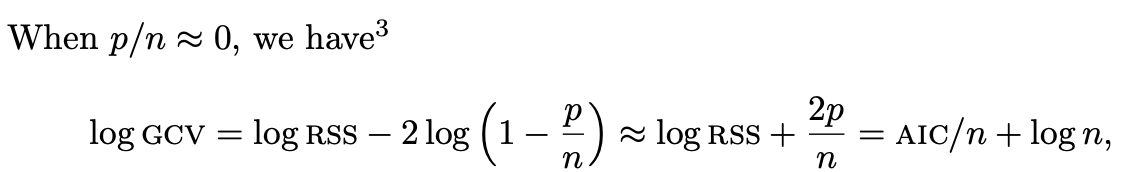 When p/n ≈ 0, we have³
log GCV = log RSS − 2 log (1 − p/n) ≈ log RSS + 2p/n = AIC/n + log n,